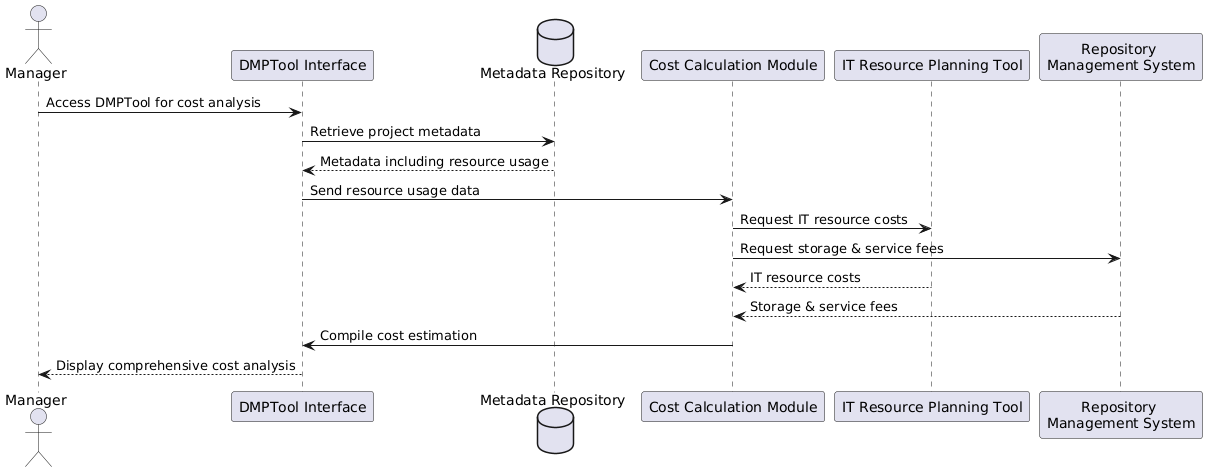 Manager
DMPTool Interface
Metadata Repository
Cost Calculation Module
IT Resource Planning Tool
Repository
Management System
Access DMPTool for cost analysis
Retrieve project metadata
Metadata including resource usage
Send resource usage data
Request IT resource costs
Request storage & service fees
IT resource costs
Storage & service fees
Compile cost estimation
Display comprehensive cost analysis
Manager
DMPTool Interface
Metadata Repository
Cost Calculation Module
IT Resource Planning Tool
Repository
Management System